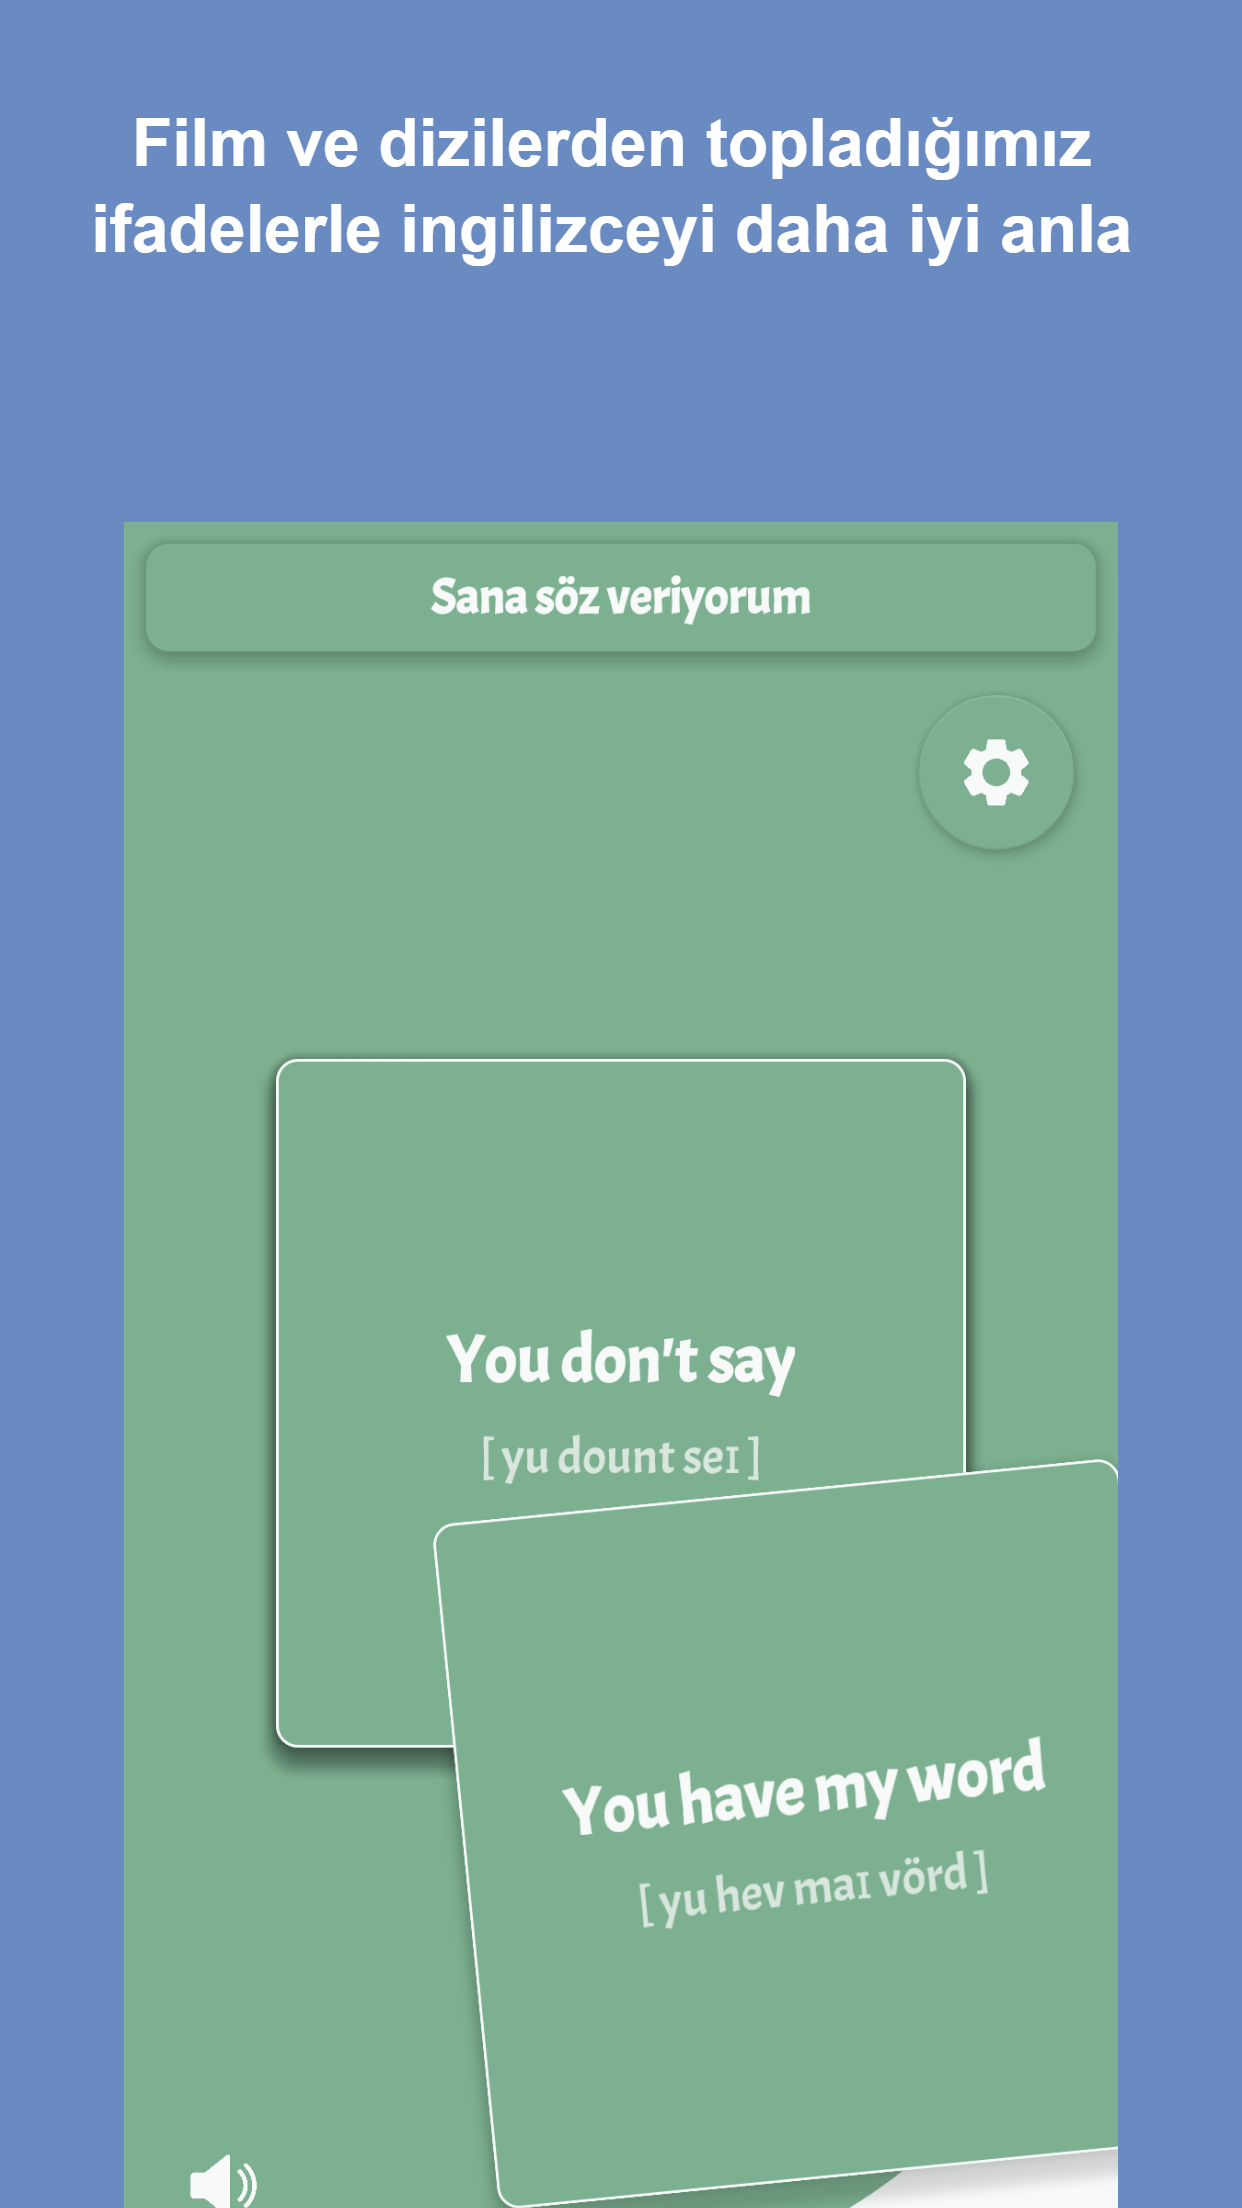 Film ve dizilerden topladığımız
ifadelerle ingilizceyi daha iyi anla
Sana söz veriyorum
You don't say
[ yu dount seɪ ]
You have my word
[ yu hev maɪ vörd ]